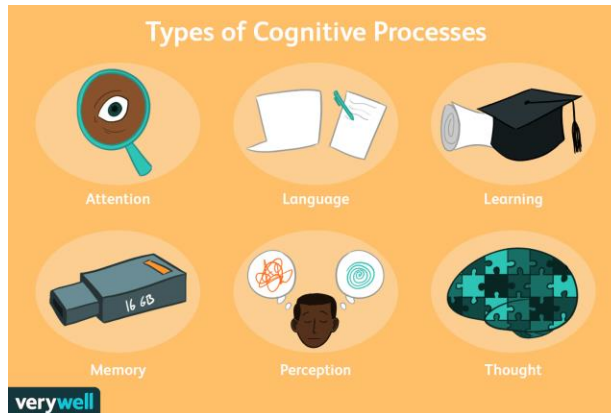 Types of Cognitive Processes
Attention
Language
Learning
16 GB
Memory
Perception
Thought
verywell